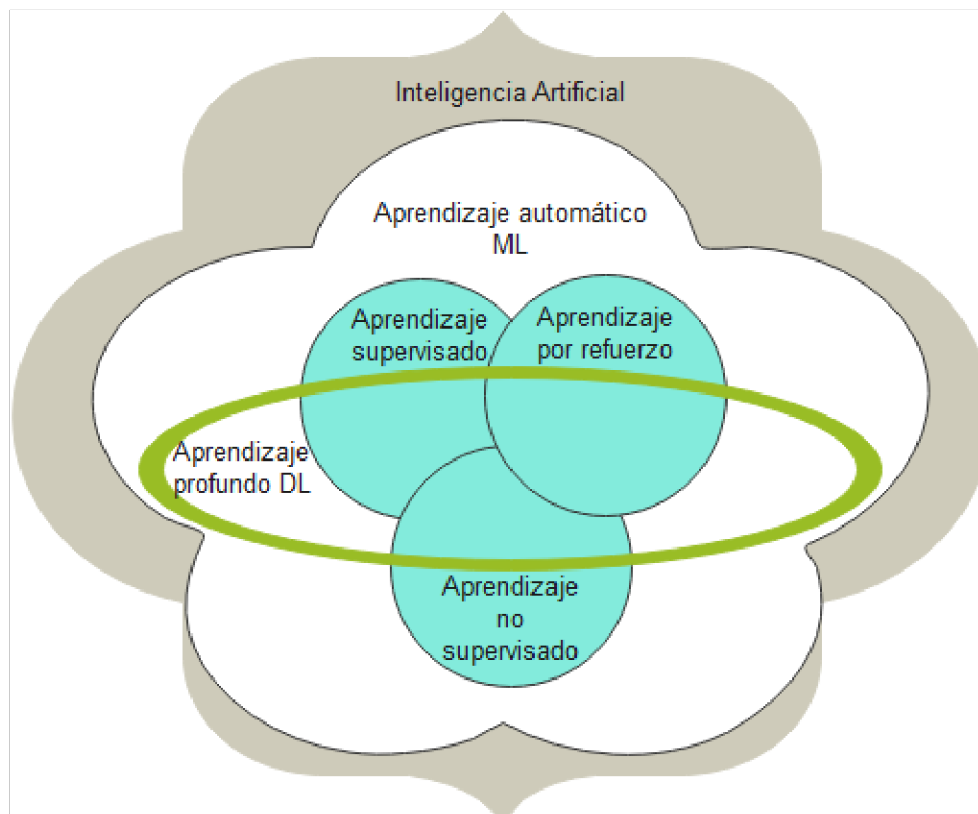 Inteligencia Artificial
Aprendizaje automático
ML
Aprendizaje
supervisado
Aprendizaje
por refuerzo
Aprendizaje
profundo DL
Aprendizaje
no
supervisado